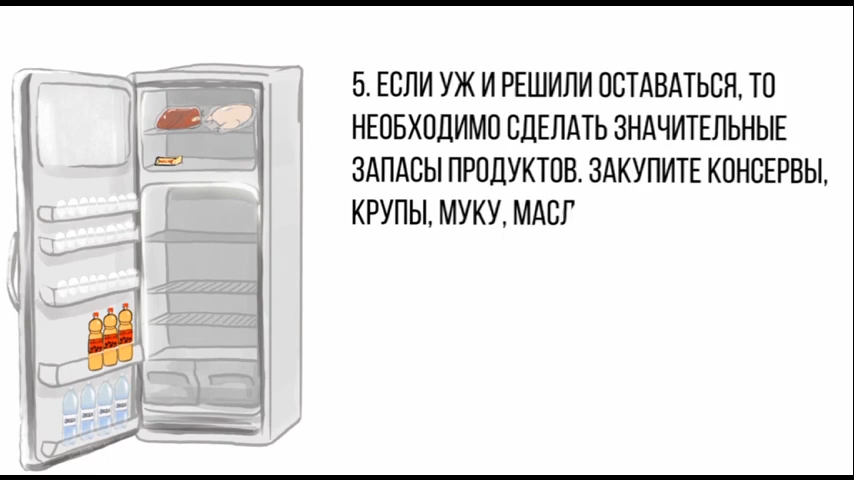 5. ЕСЛИ УЖ И РЕШИЛИ ОСТАВАТЬСЯ, ТО
НЕОБХОДИМО СДЕЛАТЬ ЗНАЧИТЕЛЬНЫЕ
ЗАПАСЫ ПРОДУКТОВ. ЗАКУПИТЕ КОНСЕРВЫ,
КРУПЫ, МУКУ, МАСЛ